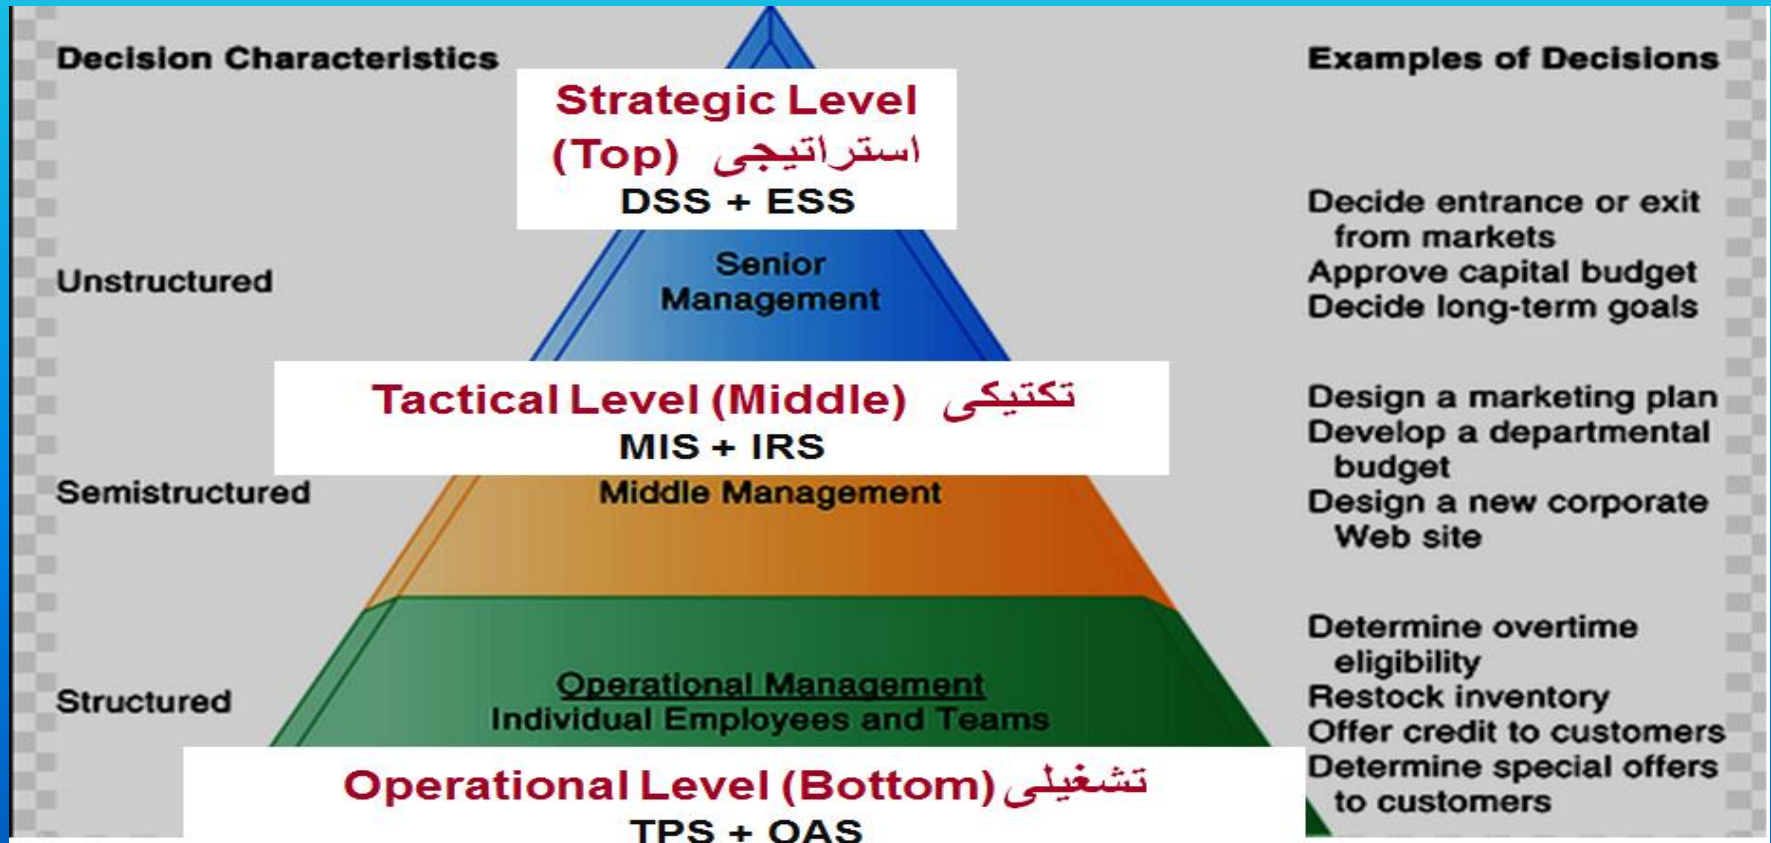 Decision Characteristics
Unstructured
Semistructured
Structured
Strategic Level
(Top) استراتيجى
DSS + ESS
Senior
Management
Tactical Level (Middle) تكتيكى
MIS + IRS
Middle Management
Operational Management
Individual Employees and Teams
Operational Level (Bottom) تشغيلى
TPS + OAS
Examples of Decisions
Decide entrance or exit
from markets
Approve capital budget
Decide long-term goals
Design a marketing plan
Develop a departmental
budget
Design a new corporate
Web site
Determine overtime
eligibility
Restock inventory
Offer credit to customers
Determine special offers
to customers